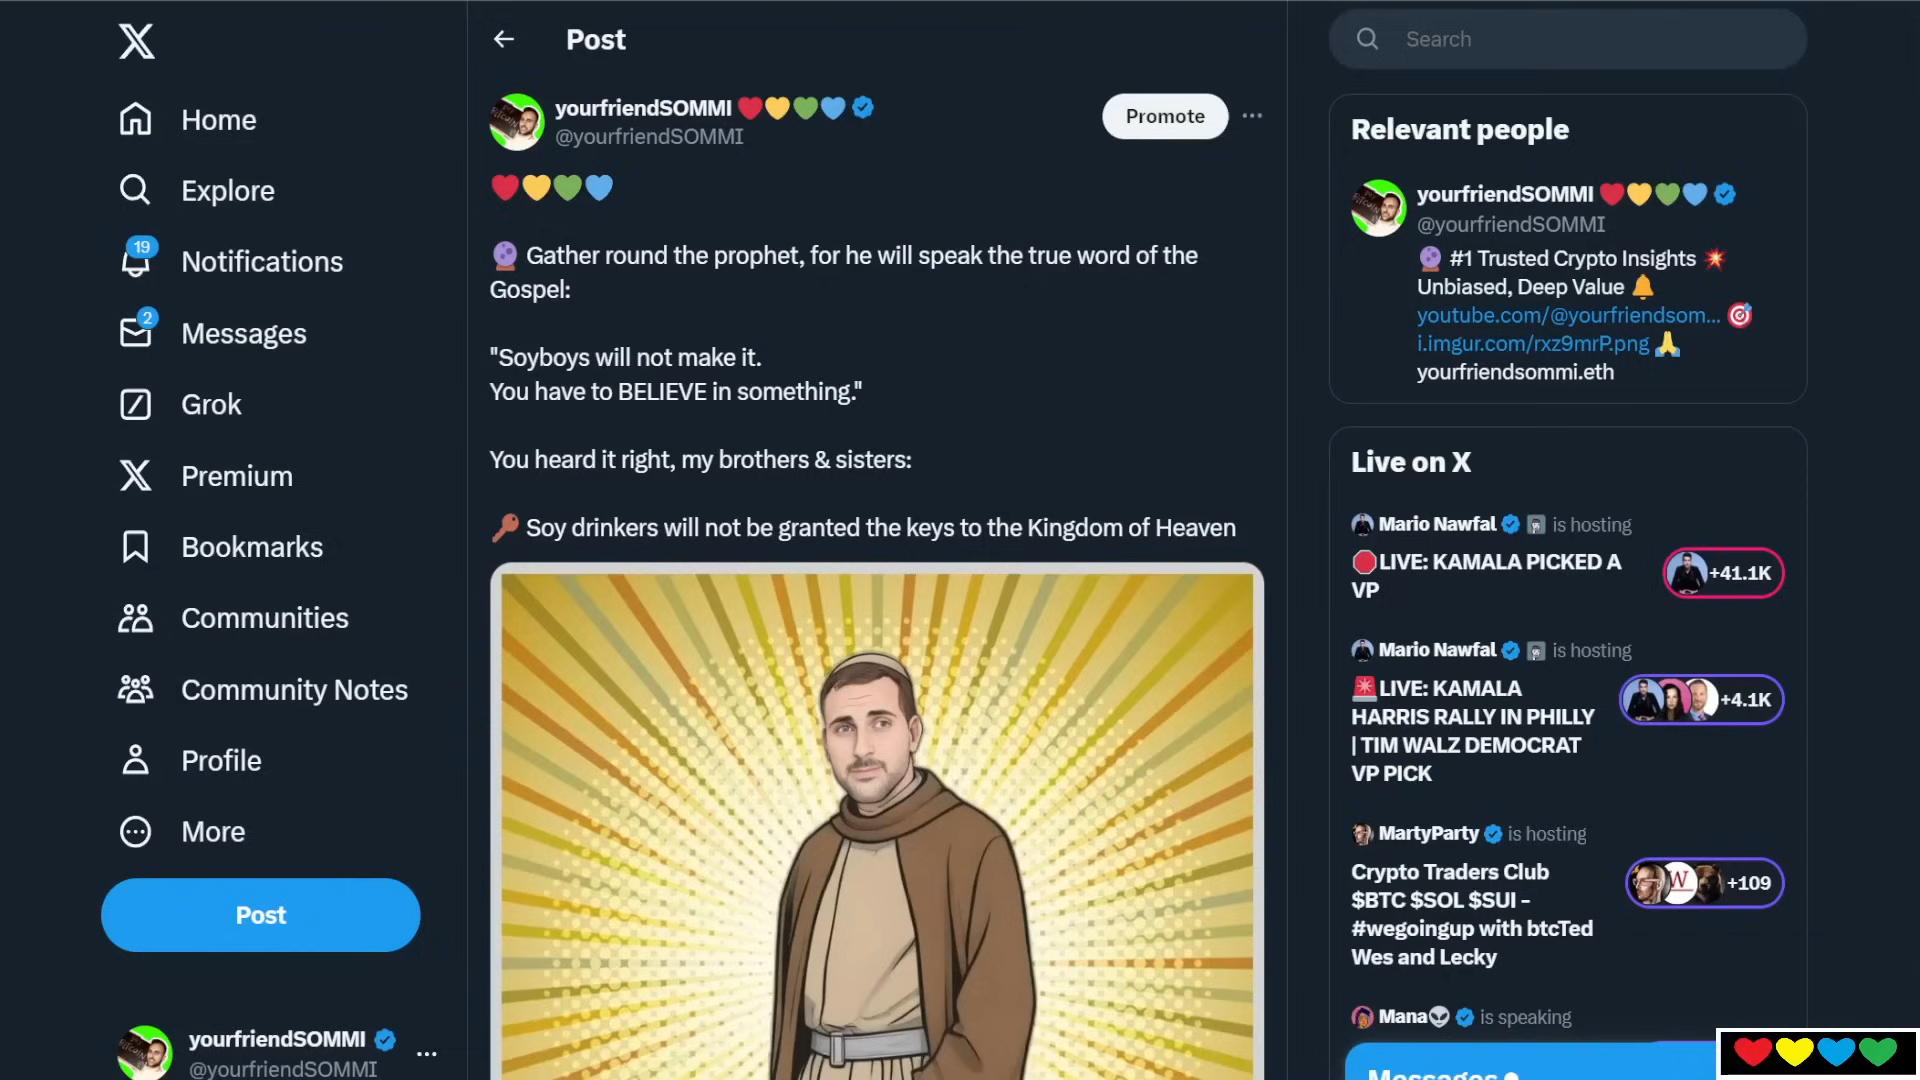 Home
Explore
19
Notifications
2
Messages
Grok
Premium
Bookmarks
Communities
Community Notes
Profile
More
Post
yourfriendSOMMI
@yourfriendSOMMI
Post
yourfriendSOMMI ❤️💛💚💙
@yourfriendSOMMI
Promote
❤️💛💚💙
🔮 Gather round the prophet, for he will speak the true word of the
Gospel:
"Soyboys will not make it.
You have to BELIEVE in something."
You heard it right, my brothers & sisters:
🔑 Soy drinkers will not be granted the keys to the Kingdom of Heaven
Search
Relevant people
yourfriendSOMMI ❤️💛💚💙
@yourfriendSOMMI
🔮 #1 Trusted Crypto Insights 💥
Unbiased, Deep Value 🔔
youtube.com/@yourfriendsom... 🎯
i.imgur.com/rxz9mrP.png 🙏
yourfriendsommi.eth
Live on X
Mario Nawfal is hosting
🛑LIVE: KAMALA PICKED A
VP
+41.1K
Mario Nawfal is hosting
🚨LIVE: KAMALA
HARRIS RALLY IN PHILLY
| TIM WALZ DEMOCRAT
VP PICK
+4.1K
MartyParty is hosting
Crypto Traders Club
$BTC $SOL $SUI -
#wegoingup with btcTed
Wes and Lecky
+109
Mana👽 is speaking
Messages